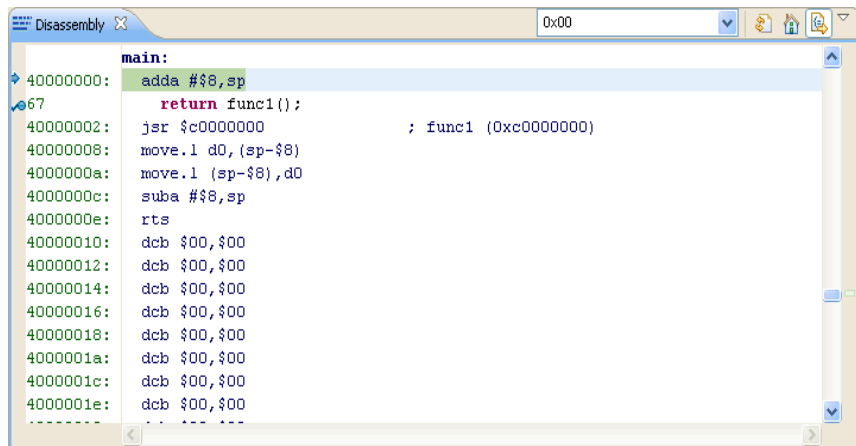 Disassembly
0x00
main:
40000000: adda #$8,sp
67 return func1();
40000002: jsr $c0000000 ; func1 (0xc0000000)
40000008: move.l d0,(sp-$8)
4000000a: move.l (sp-$8),d0
4000000c: suba #$8,sp
4000000e: rts
40000010: dcb $00,$00
40000012: dcb $00,$00
40000014: dcb $00,$00
40000016: dcb $00,$00
40000018: dcb $00,$00
4000001a: dcb $00,$00
4000001c: dcb $00,$00
4000001e: dcb $00,$00